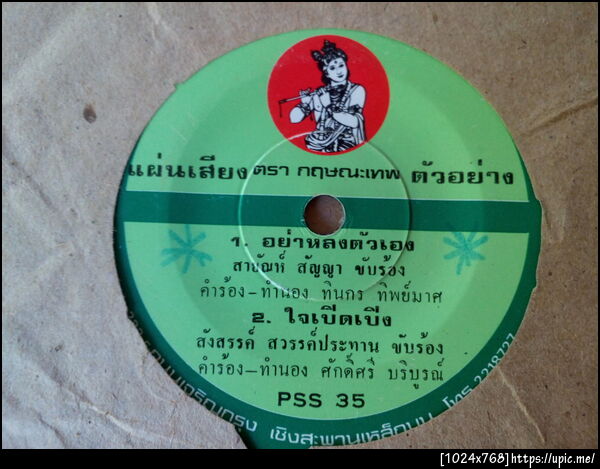 แผ่นเสียง ตรา กฤษณะเทพ ตัวอย่าง
1. อย่าหลงตัวเอง
สายัณห์ สัญญา ขับร้อง
คำร้อง-ทำนอง ทินกร ทิพย์มาศ
2. ใจเปิดเปิง
สังสรรค์ สวรรค์ประทาน ขับร้อง
คำร้อง-ทำนอง ศักดิ์ศรี บริบูรณ์
PSS 35
เชิงสะพานเหล็กบน โทร. 2218727
[1024x768]https://upic.me/